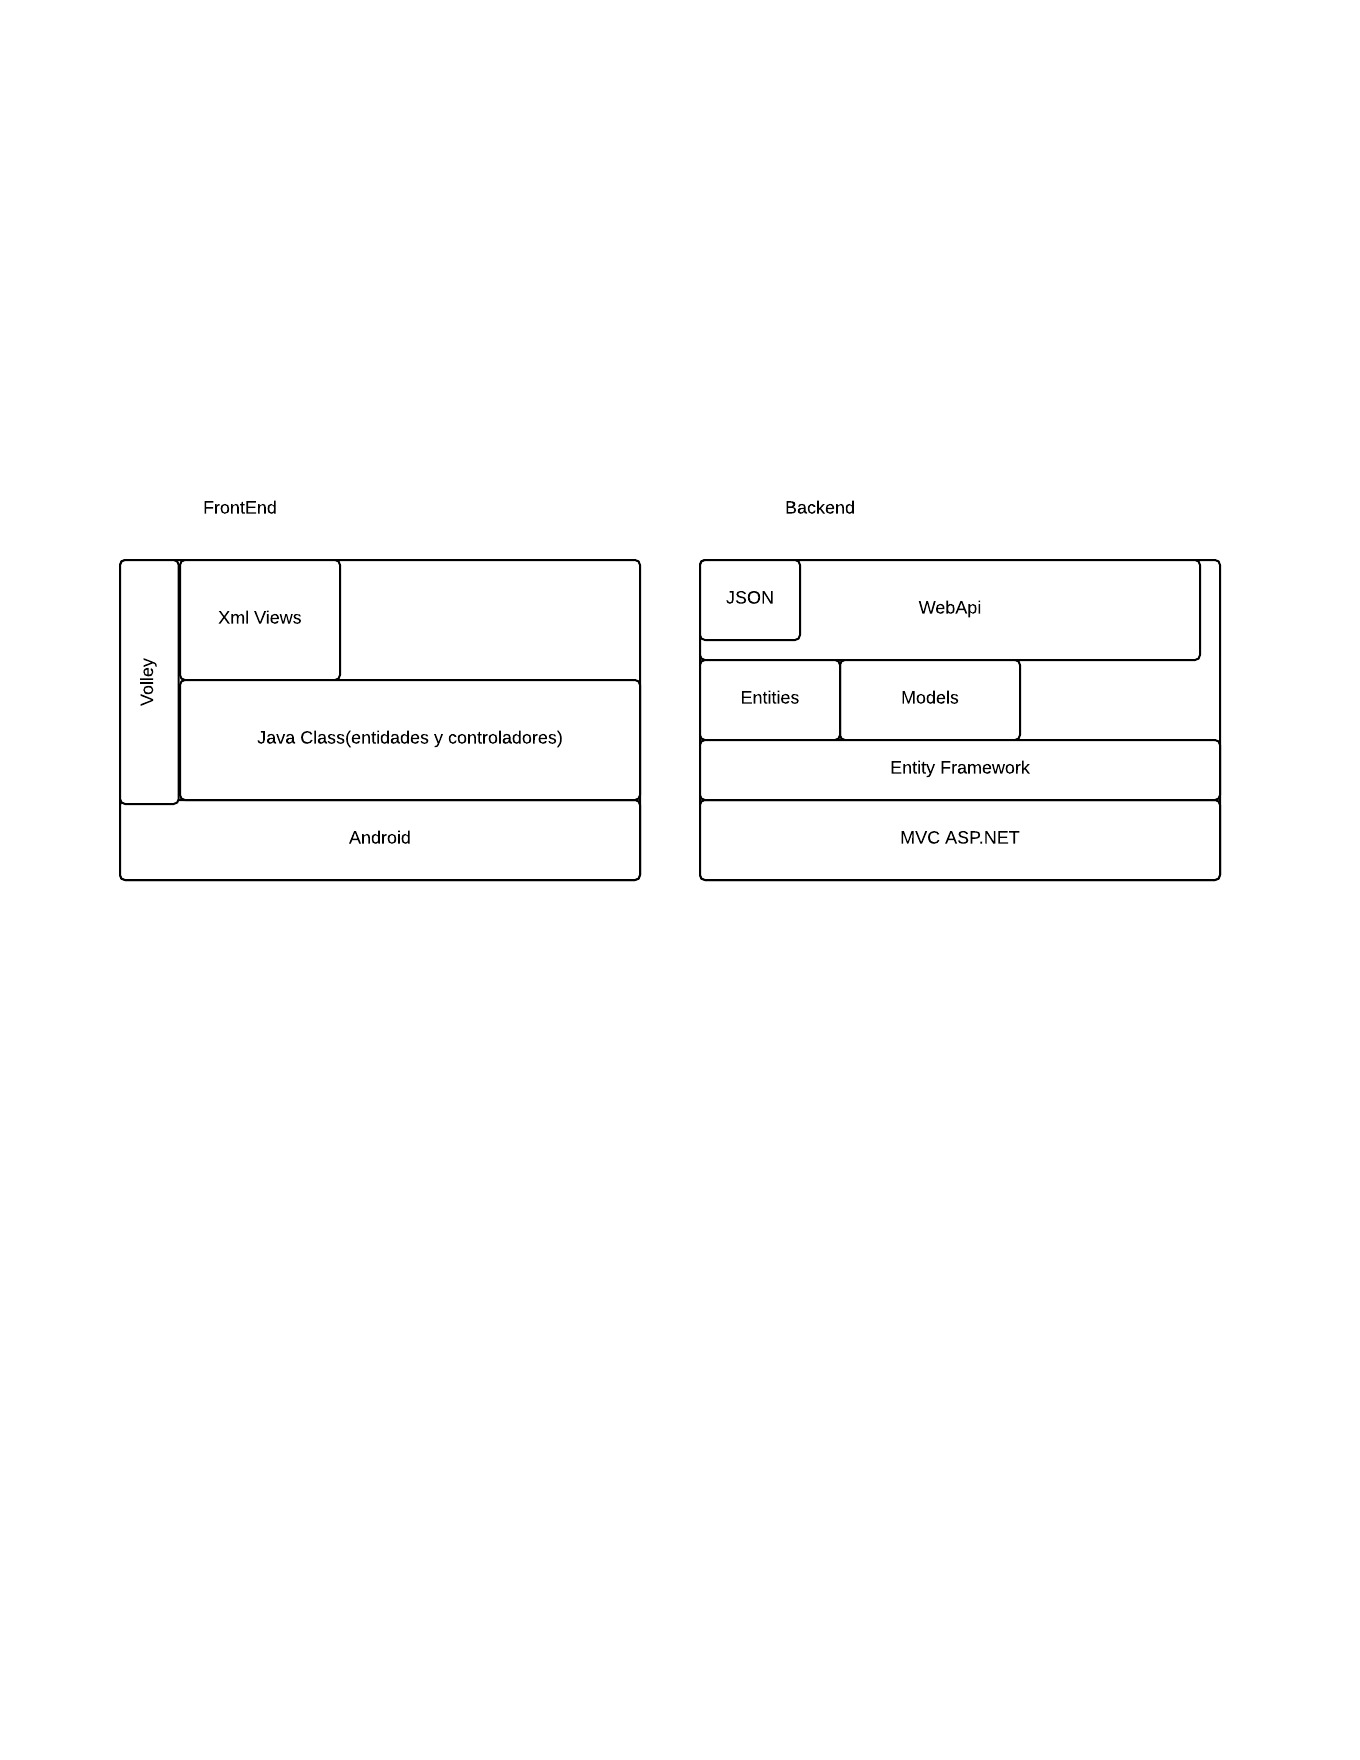 FrontEnd
Backend
Volley
Xml Views
Java Class(entidades y controladores)
Android
JSON
WebApi
Entities
Models
Entity Framework
MVC ASP.NET